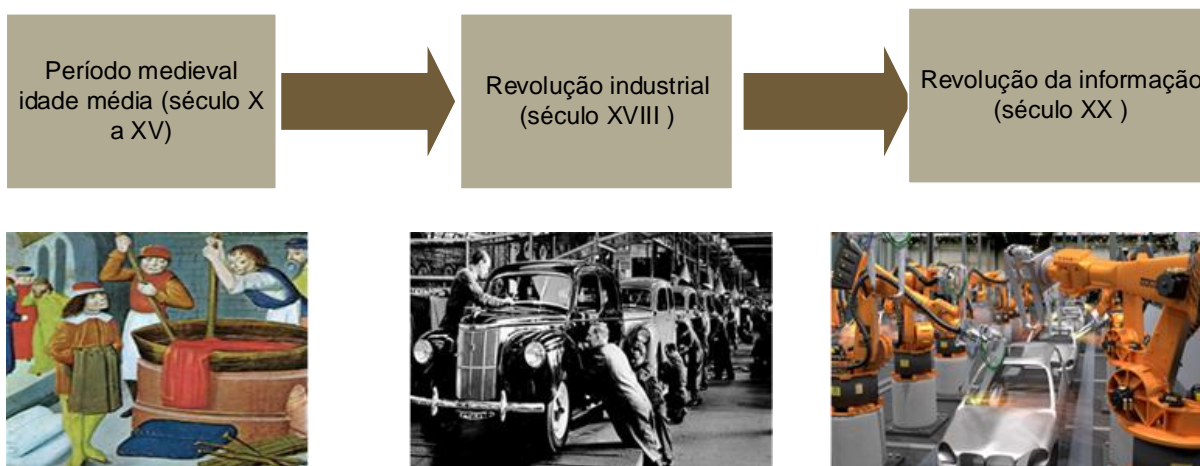 Período medieval
idade média (século X
a XV)
Revolução industrial
(século XVIII )
Revolução da informação
(século XX )